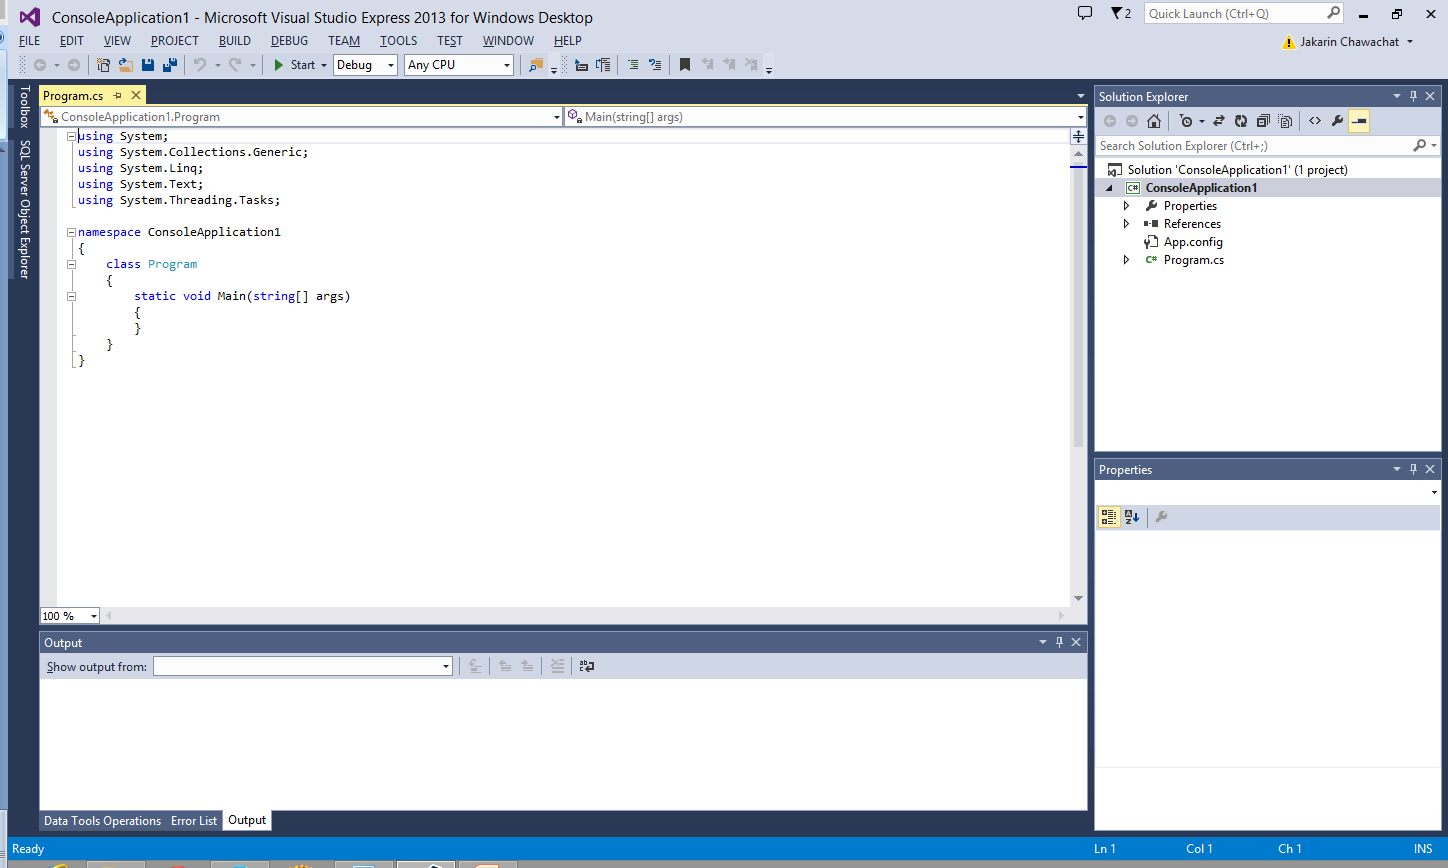 ConsoleApplication1 - Microsoft Visual Studio Express 2013 for Windows Desktop
2
Quick Launch (Ctrl+Q)
FILE EDIT VIEW PROJECT BUILD DEBUG TEAM TOOLS TEST WINDOW HELP
Jakarin Chawachat
Start Debug Any CPU
Toolbox
SQL Server Object Explorer
Program.cs
ConsoleApplication1.Program
Main(string[] args)
using System;
using System.Collections.Generic;
using System.Linq;
using System.Text;
using System.Threading.Tasks;
namespace ConsoleApplication1
{
class Program
{
static void Main(string[] args)
{
}
}
}
100 %
Output
Show output from:
Data Tools Operations Error List Output
Solution Explorer
Search Solution Explorer (Ctrl+;)
Solution 'ConsoleApplication1' (1 project)
C# ConsoleApplication1
Properties
References
App.config
C# Program.cs
Properties
Ready
Ln 1 Col 1 Ch 1 INS